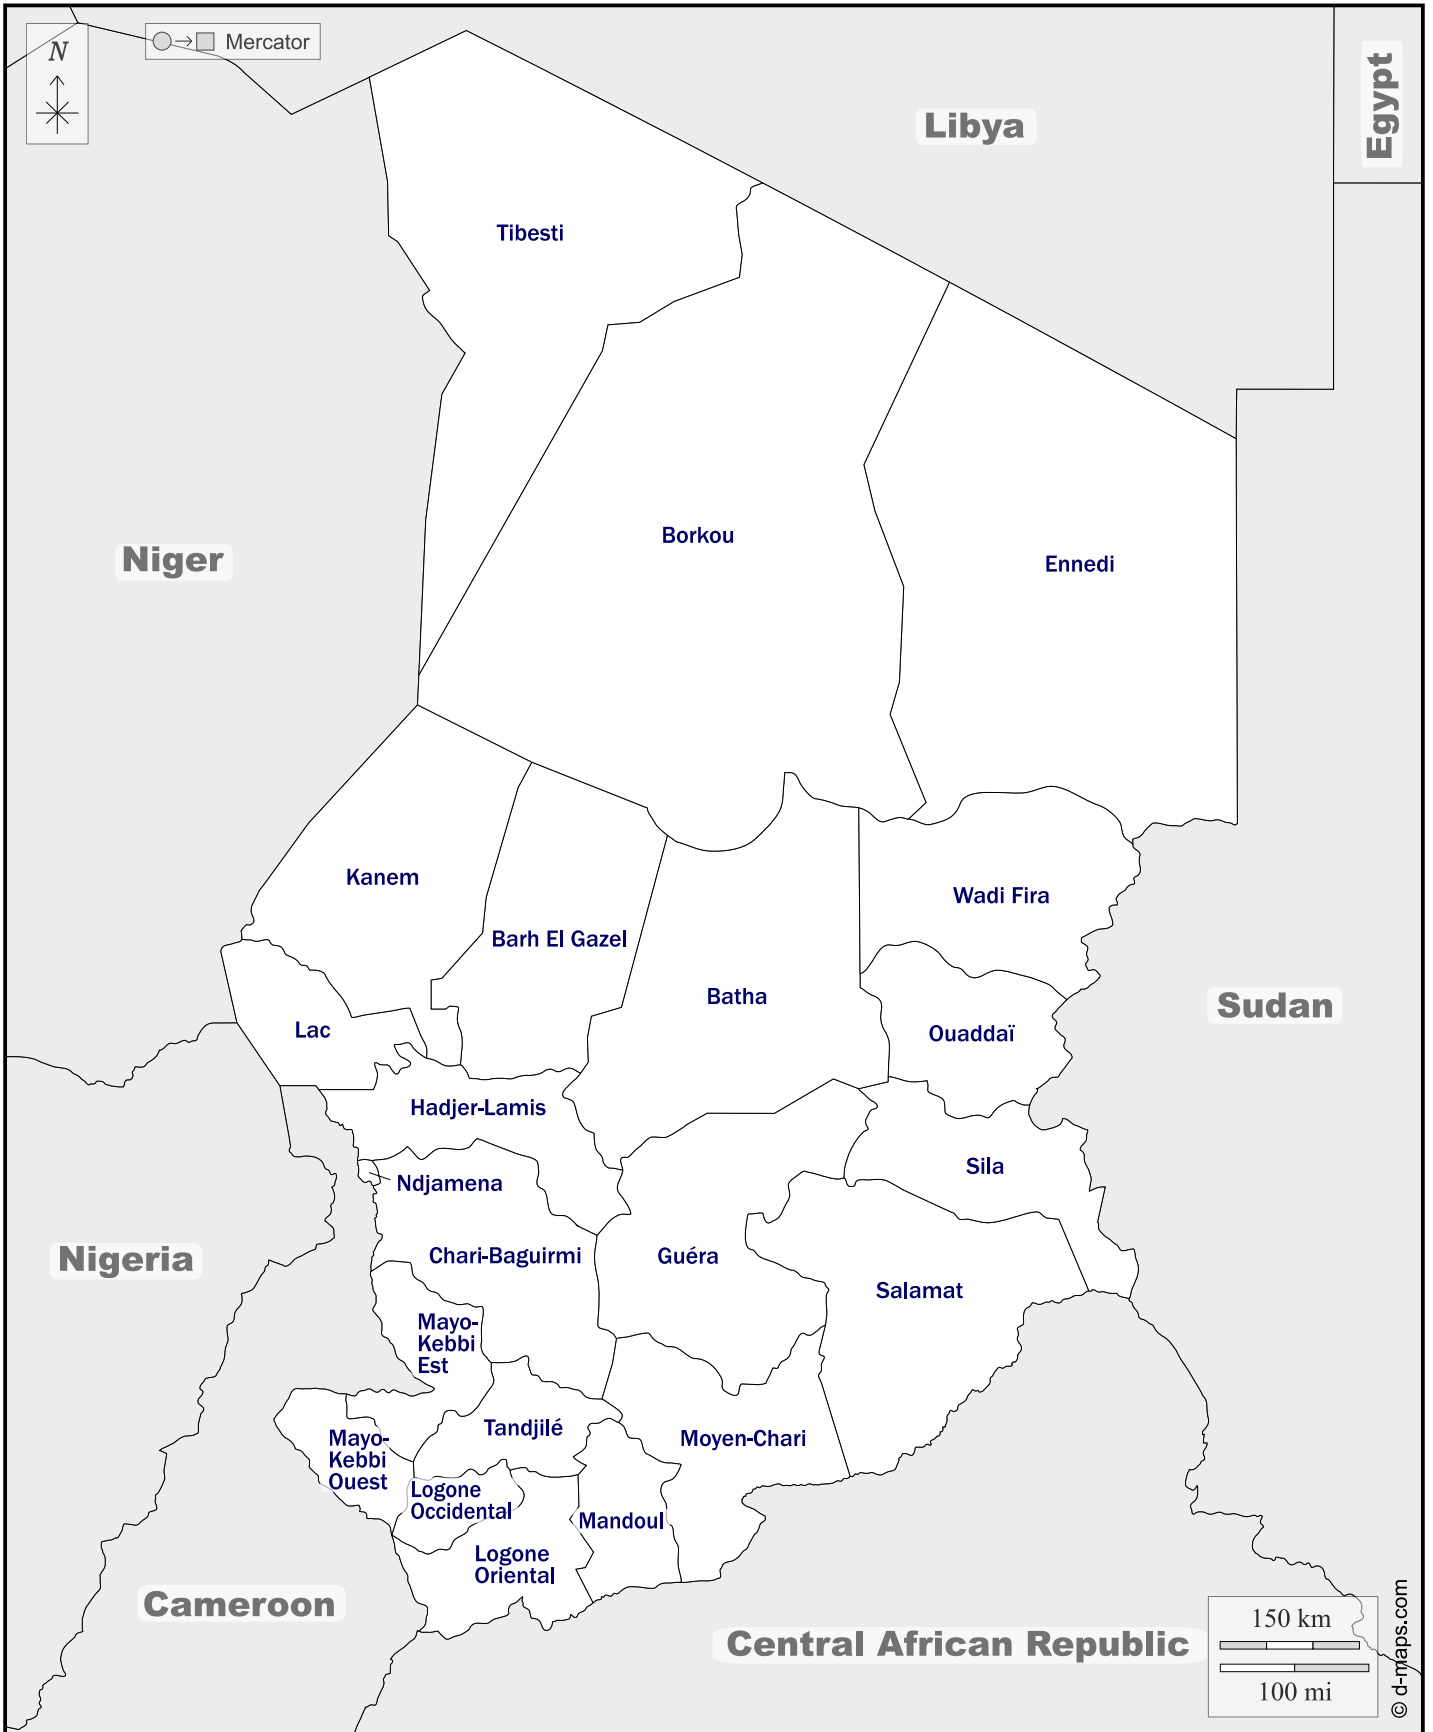 N
Mercator
Libya
Egypt
Tibesti
Borkou
Niger
Ennedi
Kanem
Wadi Fira
Barh El Gazel
Batha
Sudan
Lac
Ouaddaï
Hadjer-Lamis
Sila
Ndjamena
Chari-Baguirmi
Guéra
Nigeria
Salamat
Mayo-
Kebbi
Est
Tandjilé
Moyen-Chari
Mayo-
Kebbi
Ouest
Logone
Occidental
Mandoul
Logone
Oriental
Cameroon
Central African Republic
150 km
100 mi
© d-maps.com